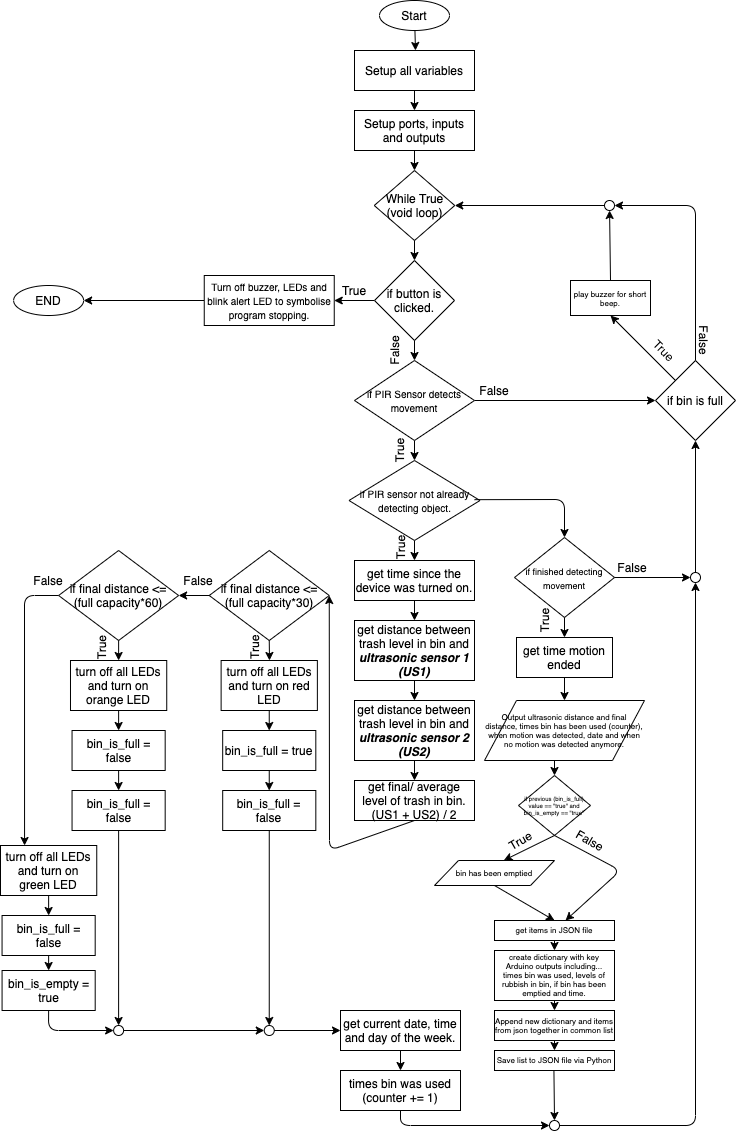 Start
Setup all variables
Setup ports, inputs
and outputs
While True
(void loop)
if button is
clicked.
True
Turn off buzzer, LEDs and
blink alert LED to symbolise
program stopping.
END
False
if PIR Sensor detects
movement
False
if bin is full
True
play buzzer for short
beep.
False
True
if PIR sensor not already
detecting object.
True
get time since the
device was turned on.
get distance between
trash level in bin and
ultrasonic sensor 1
(US1)
get distance between
trash level in bin and
ultrasonic sensor 2
(US2)
get final/ average
level of trash in bin.
(US1 + US2) / 2
if final distance <=
(full capacity*30)
False
True
turn off all LEDs
and turn on red
LED
bin_is_full = true
bin_is_full =
false
if final distance <=
(full capacity*60)
False
True
turn off all LEDs
and turn on
orange LED
bin_is_full =
false
bin_is_full =
false
turn off all LEDs
and turn on
green LED
bin_is_full =
false
bin_is_empty =
true
get current date, time
and day of the week.
times bin was used
(counter += 1)
if finished detecting
movement
False
True
get time motion
ended
Output ultrasonic distance and final
distance, times bin has been used (counter),
when motion was detected, date and when
no motion was detected anymore.
if previous (bin_is_full)
value == "true" and
bin_is_empty == "true"
True
False
bin has been emptied
get items in JSON file
create dictionary with key
Arduino outputs including...
times bin was used, levels of
rubbish in bin, if bin has been
emptied and time.
Append new dictionary and items
from json together in common list
Save list to JSON file via Python